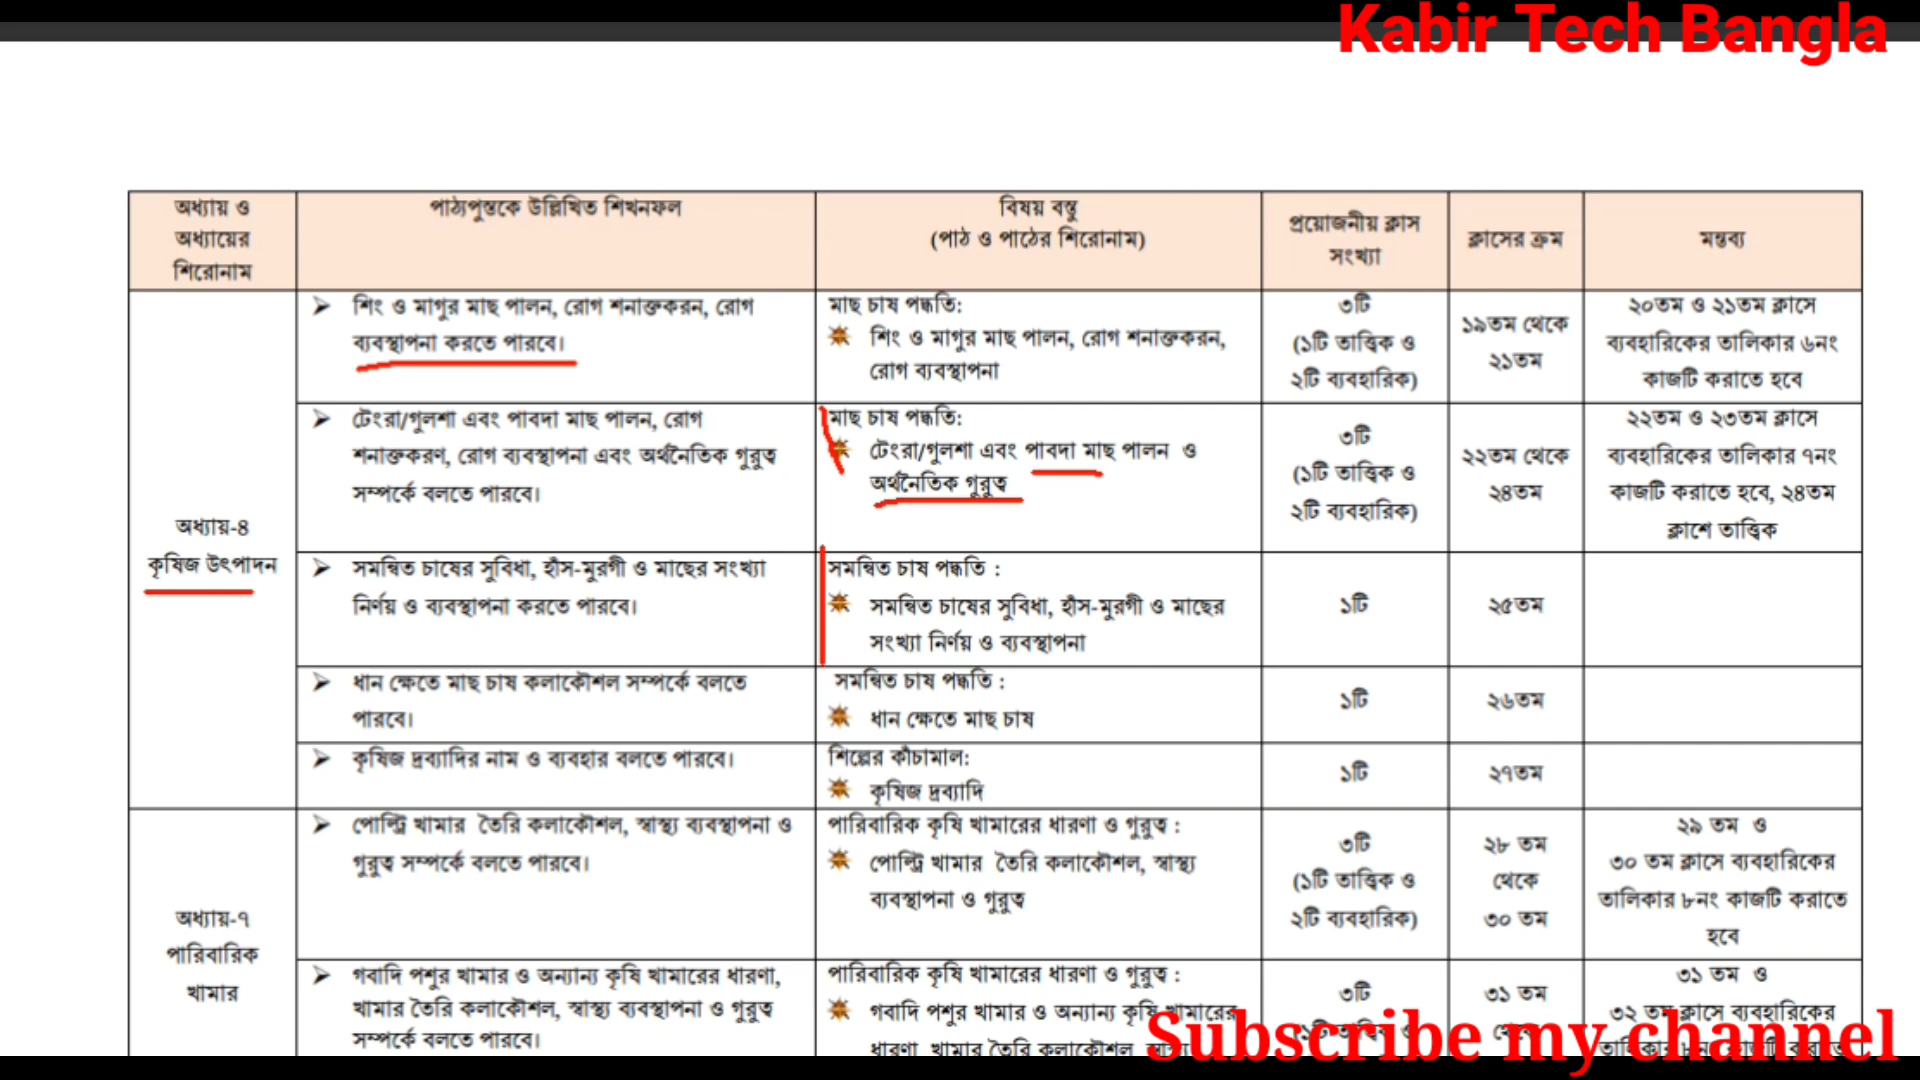 Kabir Tech Bangla
অধ্যায় ও
অধ্যায়ের
শিরোনাম
পাঠ্যপুস্তকে উল্লিখিত শিখনফল
বিষয় বস্তু
(পাঠ ও পাঠের শিরোনাম)
প্রয়োজনীয় ক্লাস
সংখ্যা
ক্লাসের ক্রম
মন্তব্য
অধ্যায়-৪
কৃষিজ উৎপাদন
শিং ও মাগুর মাছ পালন, রোগ শনাক্তকরন, রোগ
ব্যবস্থাপনা করতে পারবে।
মাছ চাষ পদ্ধতি:
শিং ও মাগুর মাছ পালন, রোগ শনাক্তকরন,
রোগ ব্যবস্থাপনা
৩টি
(১টি তাত্ত্বিক ও
২টি ব্যবহারিক)
১৯তম থেকে
২১তম
২০তম ও ২১তম ক্লাসে
ব্যবহারিকের তালিকার ৬নং
কাজটি করাতে হবে
টেংরা/গুলশা এবং পাবদা মাছ পালন, রোগ
শনাক্তকরণ, রোগ ব্যবস্থাপনা এবং অর্থনৈতিক গুরুত্ব
সম্পর্কে বলতে পারবে।
মাছ চাষ পদ্ধতি:
টেংরা/গুলশা এবং পাবদা মাছ পালন ও
অর্থনৈতিক গুরুত্ব
৩টি
(১টি তাত্ত্বিক ও
২টি ব্যবহারিক)
২২তম থেকে
২৪তম
২২তম ও ২৩তম ক্লাসে
ব্যবহারিকের তালিকার ৭নং
কাজটি করাতে হবে, ২৪তম
ক্লাশে তাত্ত্বিক
সমন্বিত চাষের সুবিধা, হাঁস-মুরগী ও মাছের সংখ্যা
নির্ণয় ও ব্যবস্থাপনা করতে পারবে।
সমন্বিত চাষ পদ্ধতি :
সমন্বিত চাষের সুবিধা, হাঁস-মুরগী ও মাছের
সংখ্যা নির্ণয় ও ব্যবস্থাপনা
১টি
২৫তম
ধান ক্ষেতে মাছ চাষ কলাকৌশল সম্পর্কে বলতে
পারবে।
সমন্বিত চাষ পদ্ধতি :
ধান ক্ষেতে মাছ চাষ
১টি
২৬তম
কৃষিজ দ্রব্যাদির নাম ও ব্যবহার বলতে পারবে।
শিল্পের কাঁচামাল:
কৃষিজ দ্রব্যাদি
১টি
২৭তম
অধ্যায়-৭
পারিবারিক
খামার
পোল্ট্রি খামার তৈরি কলাকৌশল, স্বাস্থ্য ব্যবস্থাপনা ও
গুরুত্ব সম্পর্কে বলতে পারবে।
পারিবারিক কৃষি খামারের ধারণা ও গুরুত্ব :
পোল্ট্রি খামার তৈরি কলাকৌশল, স্বাস্থ্য
ব্যবস্থাপনা ও গুরুত্ব
৩টি
(১টি তাত্ত্বিক ও
২টি ব্যবহারিক)
২৮ তম
থেকে
৩০ তম
২৯ তম ও
৩০ তম ক্লাসে ব্যবহারিকের
তালিকার ৮নং কাজটি করাতে
হবে
গবাদি পশুর খামার ও অন্যান্য কৃষি খামারের ধারণা,
খামার তৈরি কলাকৌশল, স্বাস্থ্য ব্যবস্থাপনা ও গুরুত্ব
সম্পর্কে বলতে পারবে।
পারিবারিক কৃষি খামারের ধারণা ও গুরুত্ব :
গবাদি পশুর খামার ও অন্যান্য কৃষি খামারের
ধারণা, খামার তৈরি কলাকৌশল,
৩টি
৩১ তম
৩১ তম ও
৩২ তম ক্লাসে ব্যবহারিকের
Subscribe my channel